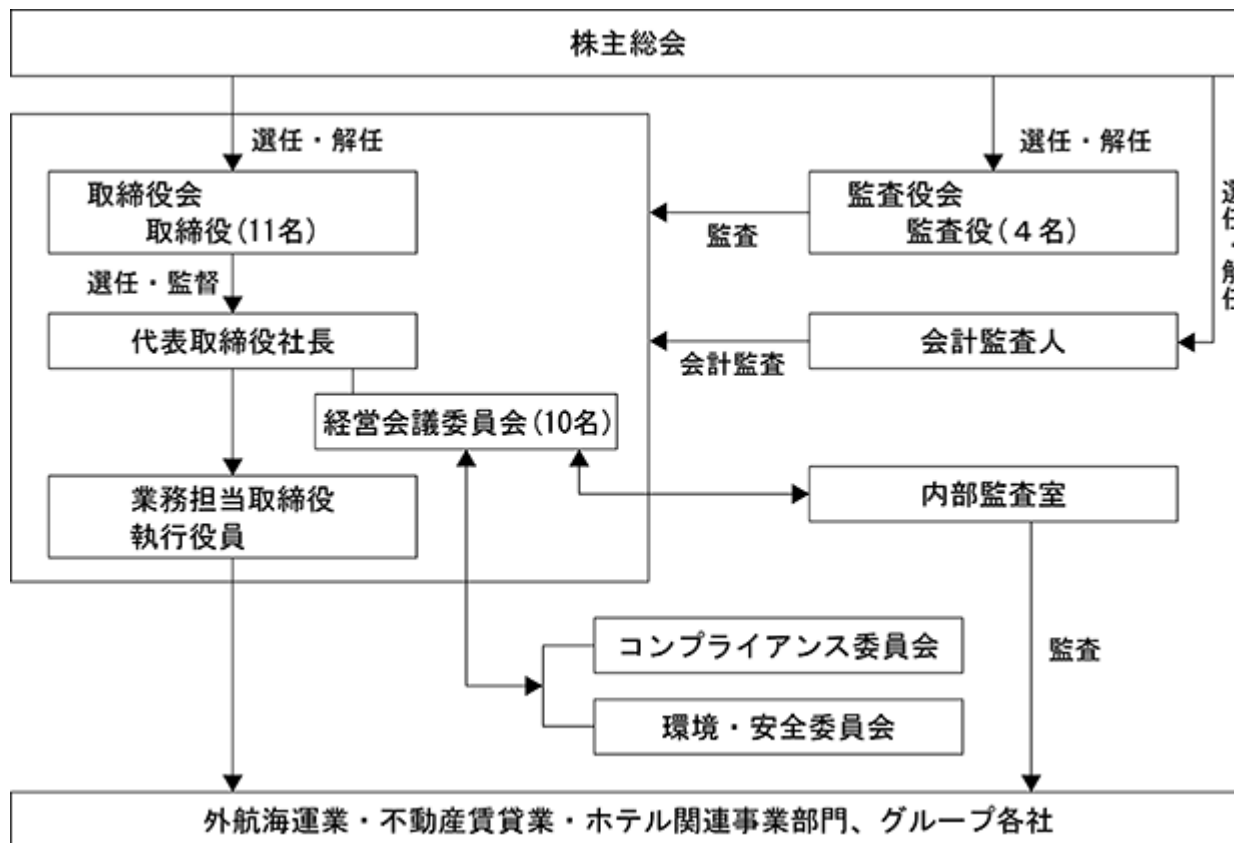 株主総会
選任・解任
選任・解任
選任・解任
取締役会
取締役(11名)
監査役会
監査役(４名)
監査
選任・監督
代表取締役社長
会計監査人
会計監査
経営会議委員会(10名)
業務担当取締役
執行役員
内部監査室
コンプライアンス委員会
監査
環境・安全委員会
外航海運業・不動産賃貸業・ホテル関連事業部門、グループ各社